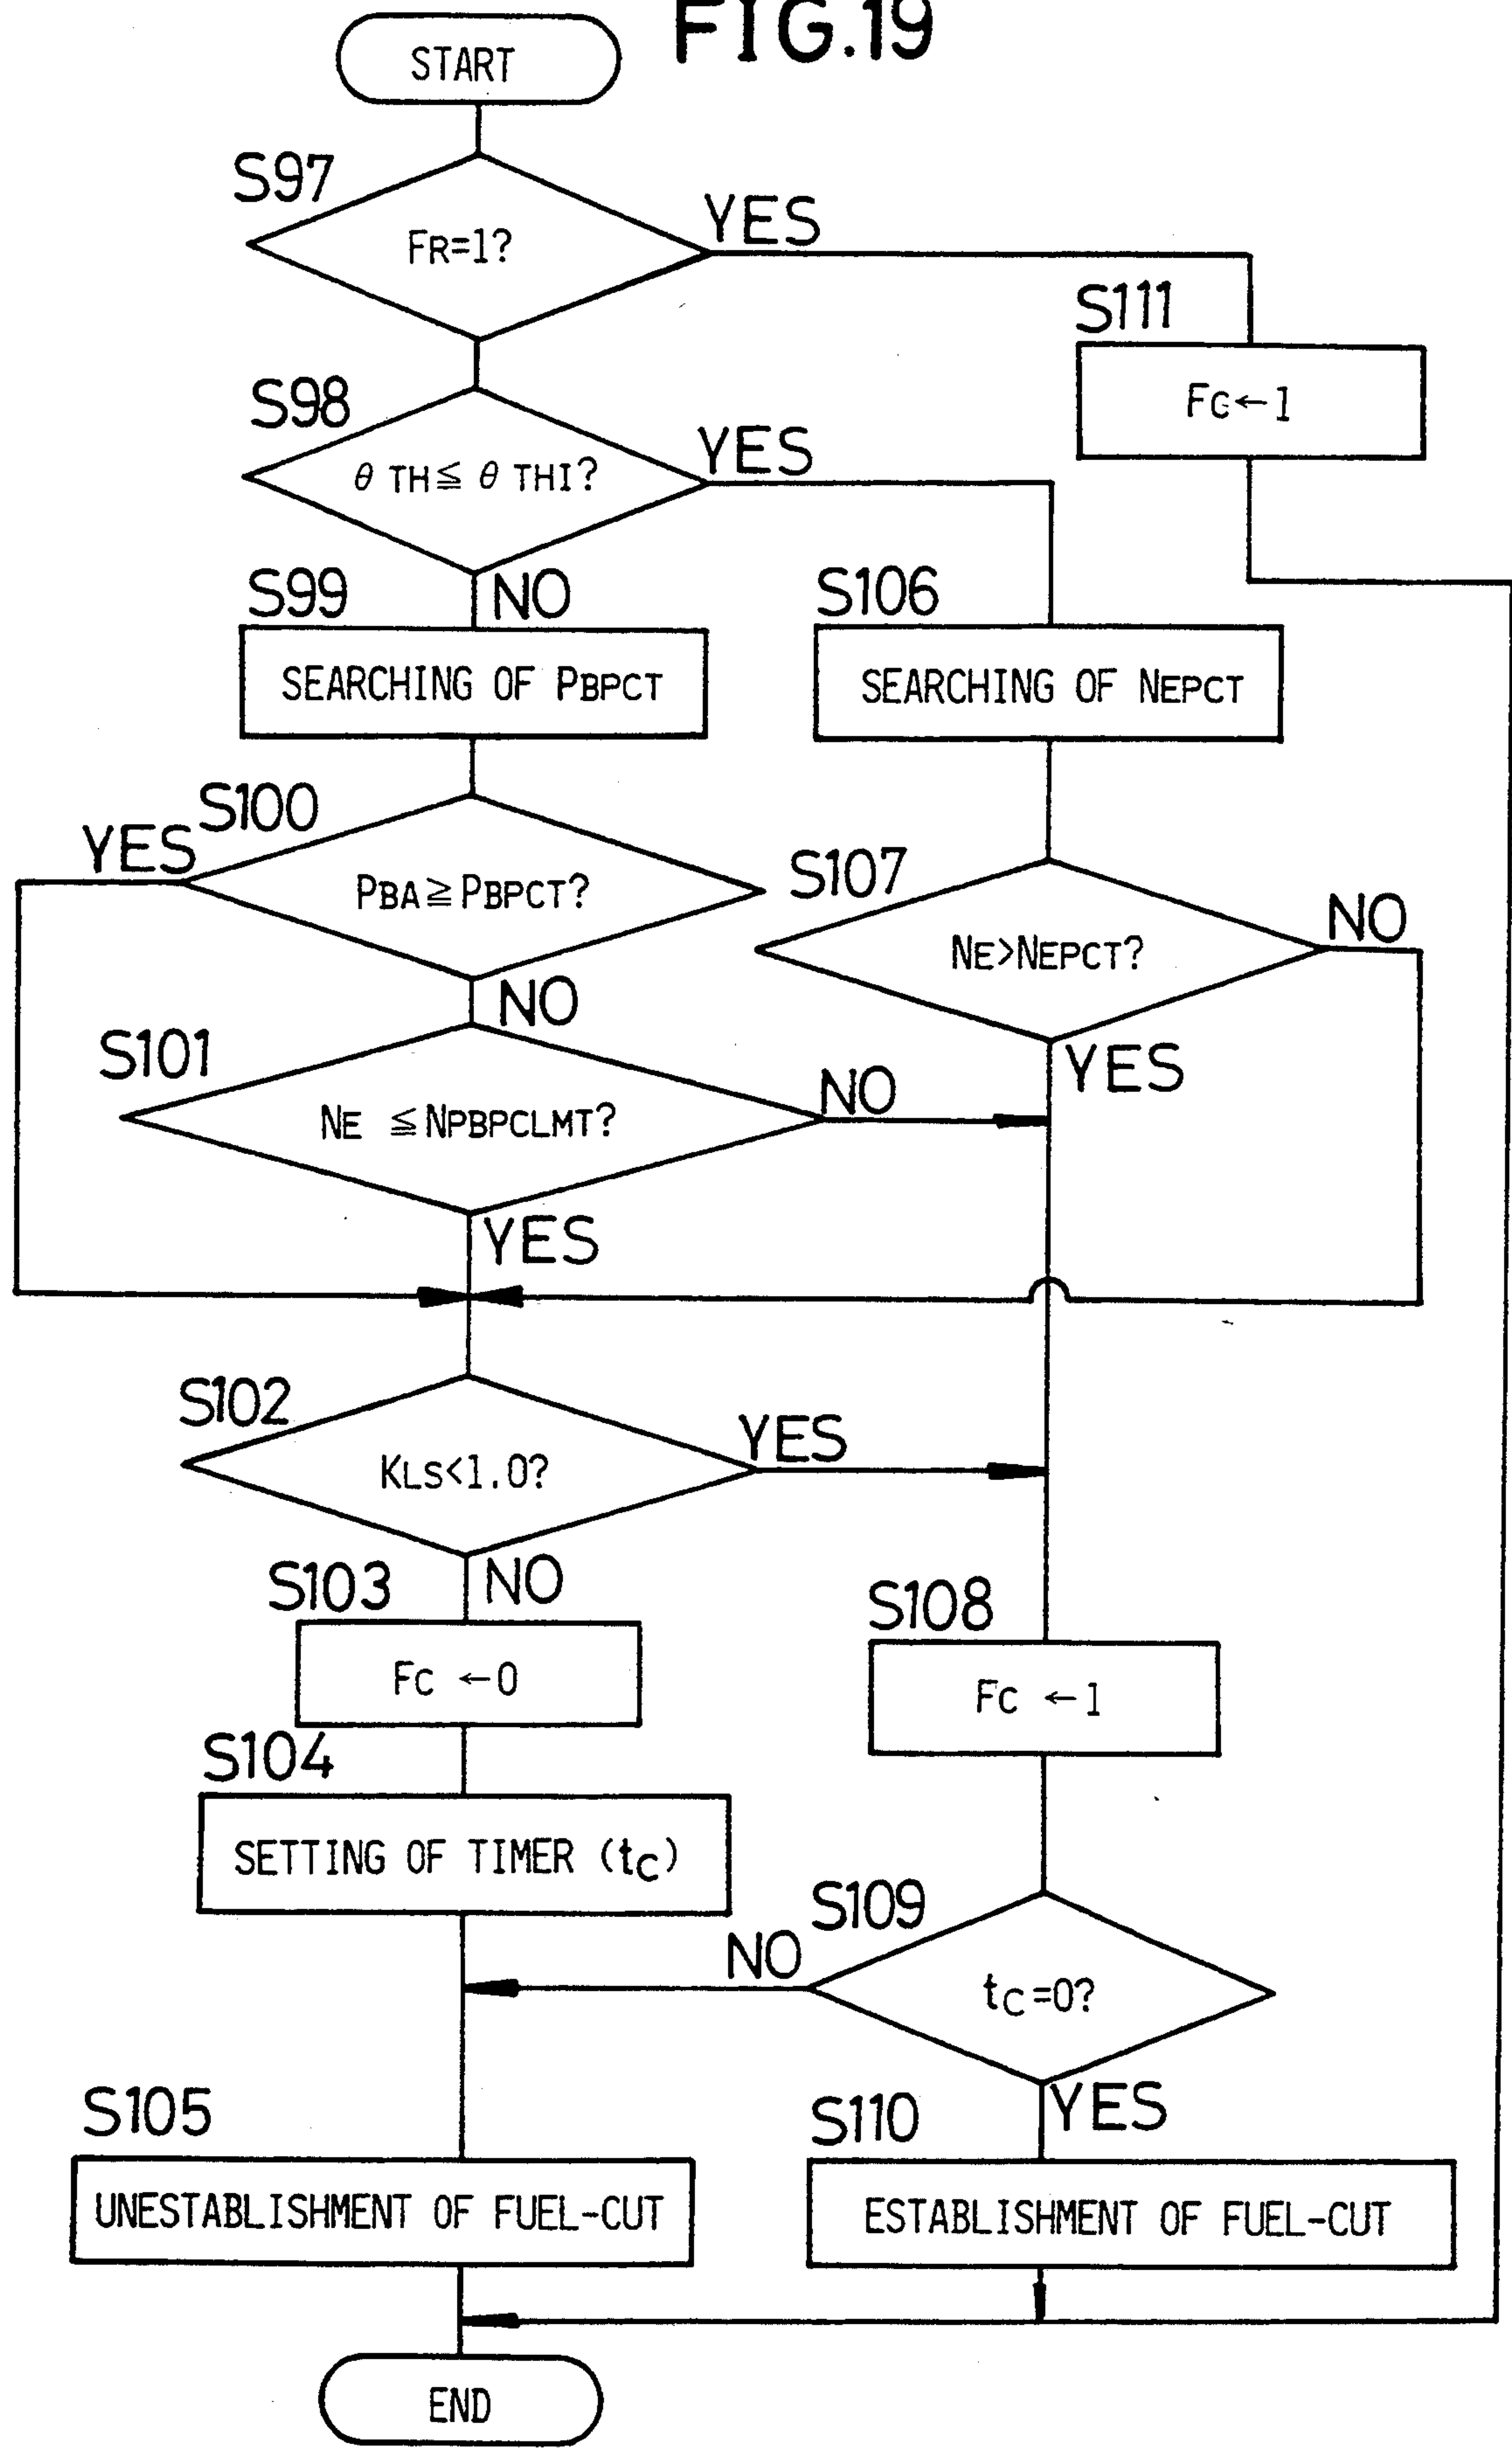 FIG.19
START
S97
FR=1?
YES
S111
FC←1
S98
θ TH≦ θ THI?
YES
NO
S99
SEARCHING OF PBPCT
S106
SEARCHING OF NEPCT
S100
YES
PBA≧PBPCT?
NO
S107
NE>NEPCT?
NO
YES
S101
NE ≦NPBPCLMT?
NO
YES
S102
KLS<1.0?
YES
NO
S103
FC ←0
S108
FC ←1
S104
SETTING OF TIMER (tC)
S109
NO
tC=0?
YES
S105
UNESTABLISHMENT OF FUEL-CUT
S110
ESTABLISHMENT OF FUEL-CUT
END